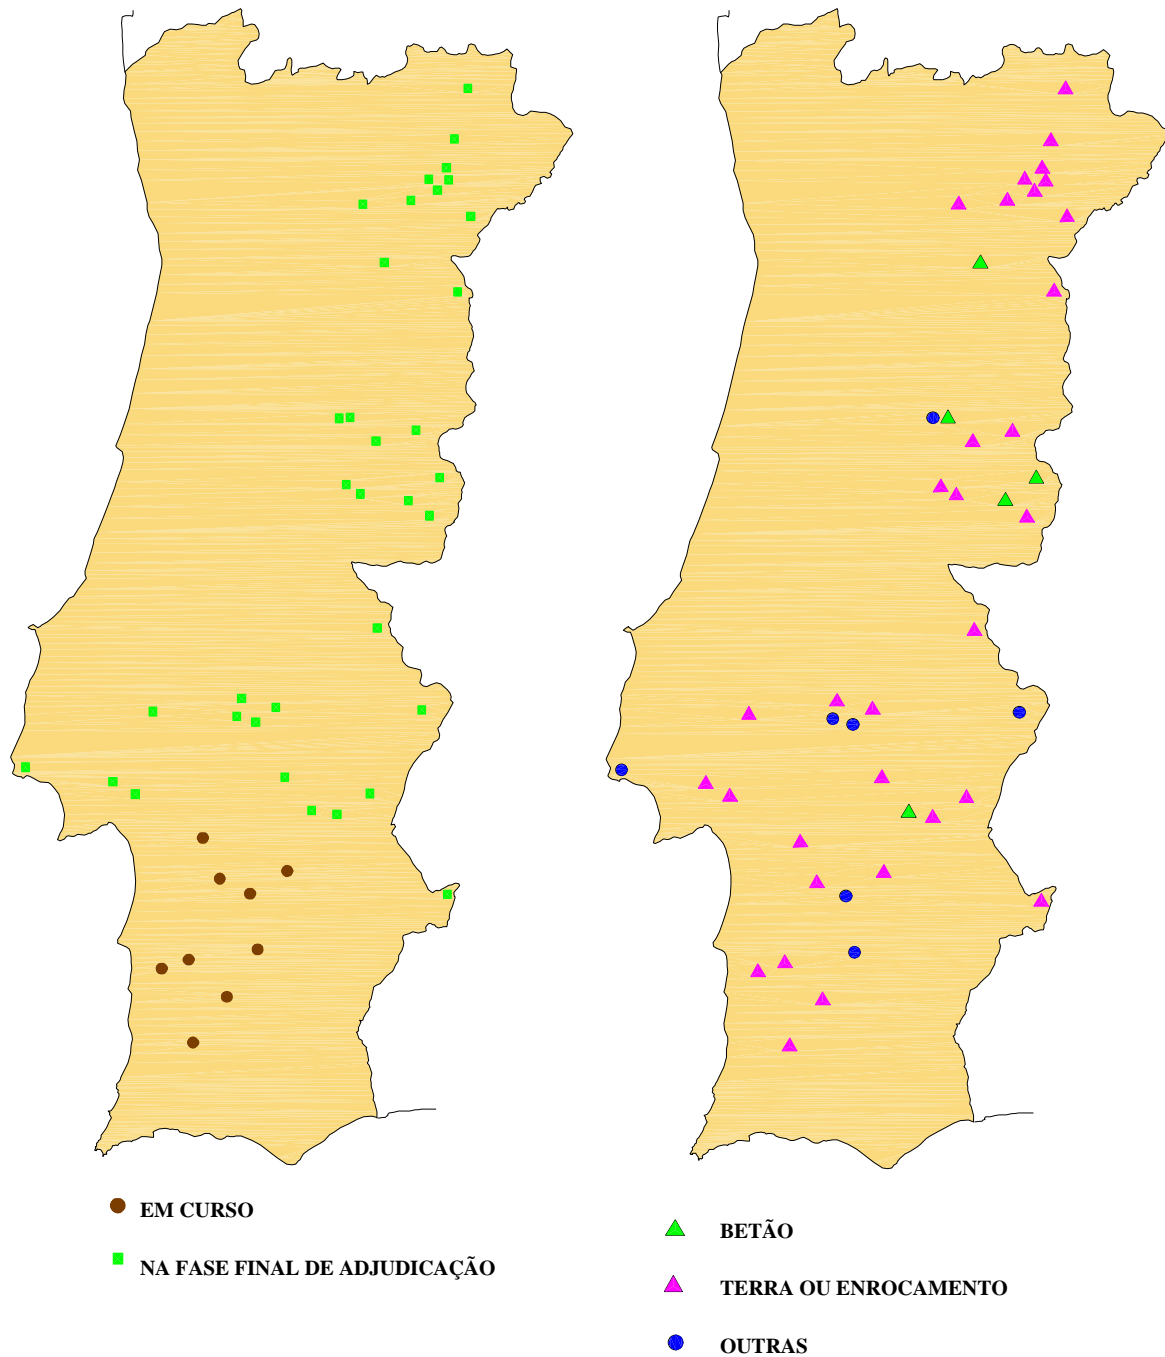 EM CURSO
NA FASE FINAL DE ADJUDICAÇÃO
BETÃO
TERRA OU ENROCAMENTO
OUTRAS